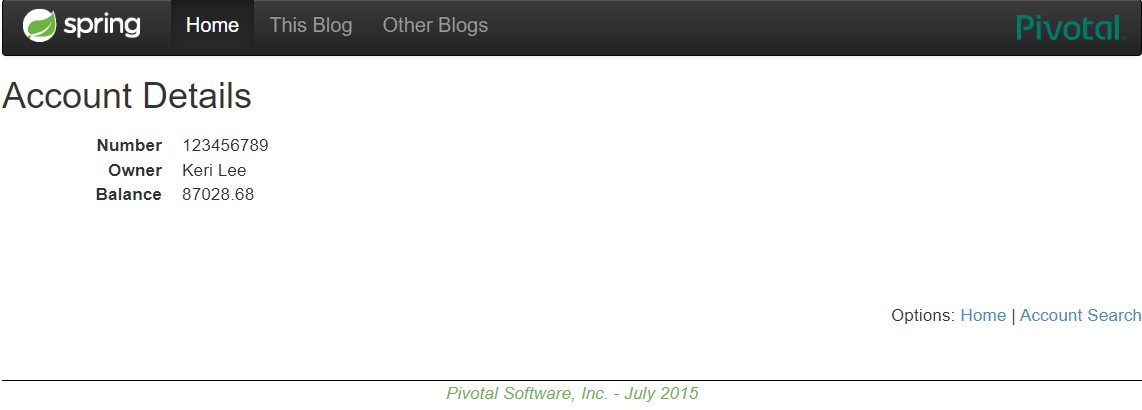 spring Home This Blog Other Blogs Pivotal
Account Details
Number 123456789
Owner Keri Lee
Balance 87028.68
Options: Home | Account Search
Pivotal Software, Inc. - July 2015